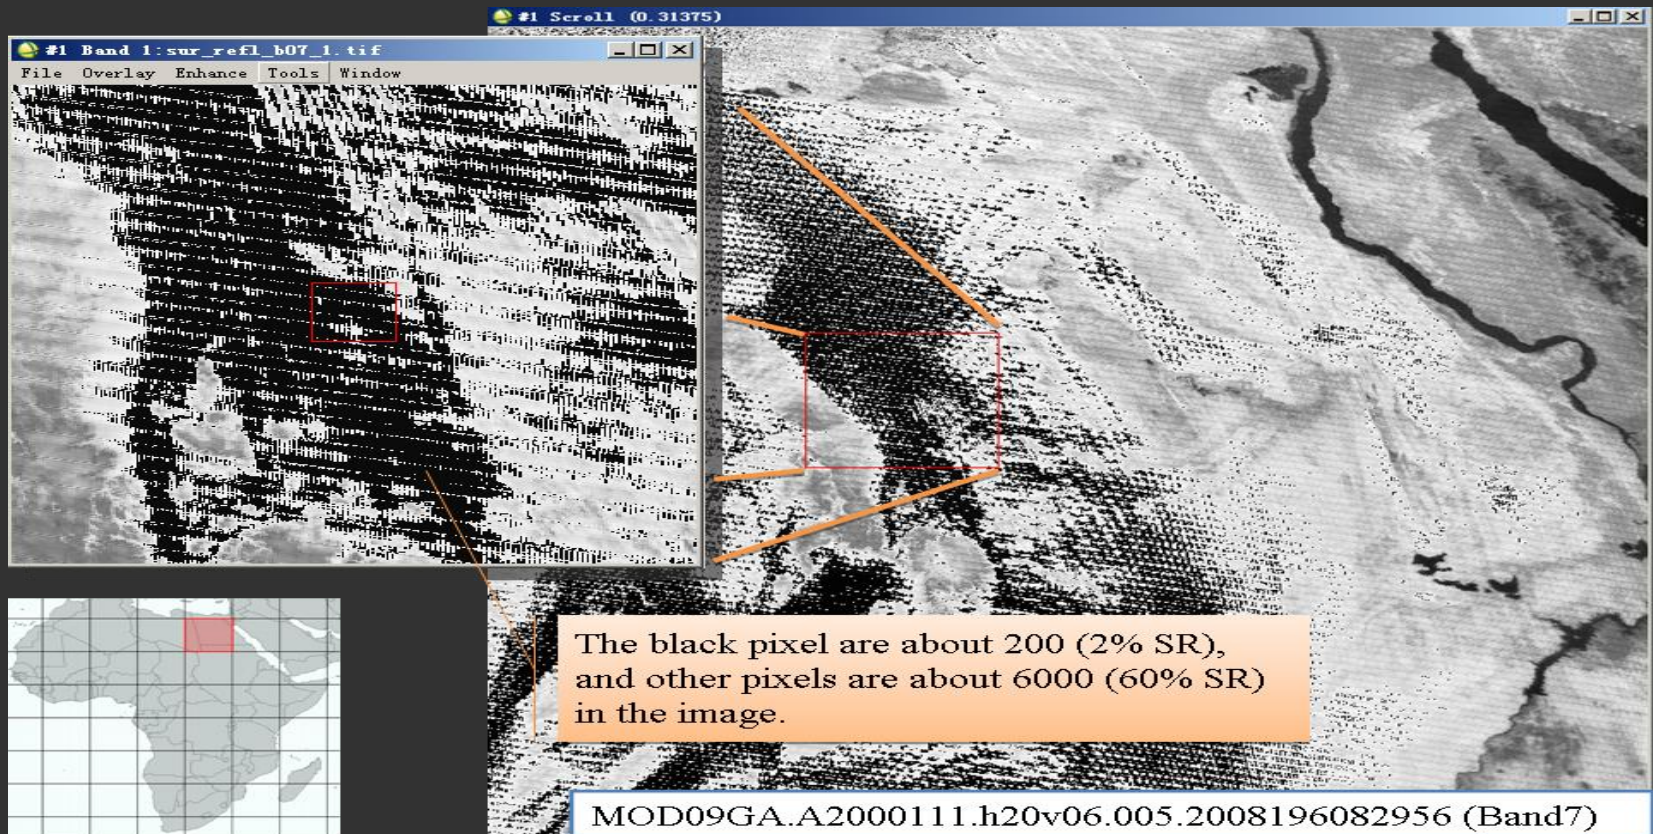 #1 Scroll (0.31375)
#1 Band 1:sur_refl_b07_1.tif
File Overlay Enhance Tools Window
The black pixel are about 200 (2% SR),
and other pixels are about 6000 (60% SR)
in the image.
MOD09GA.A2000111.h20v06.005.2008196082956 (Band7)